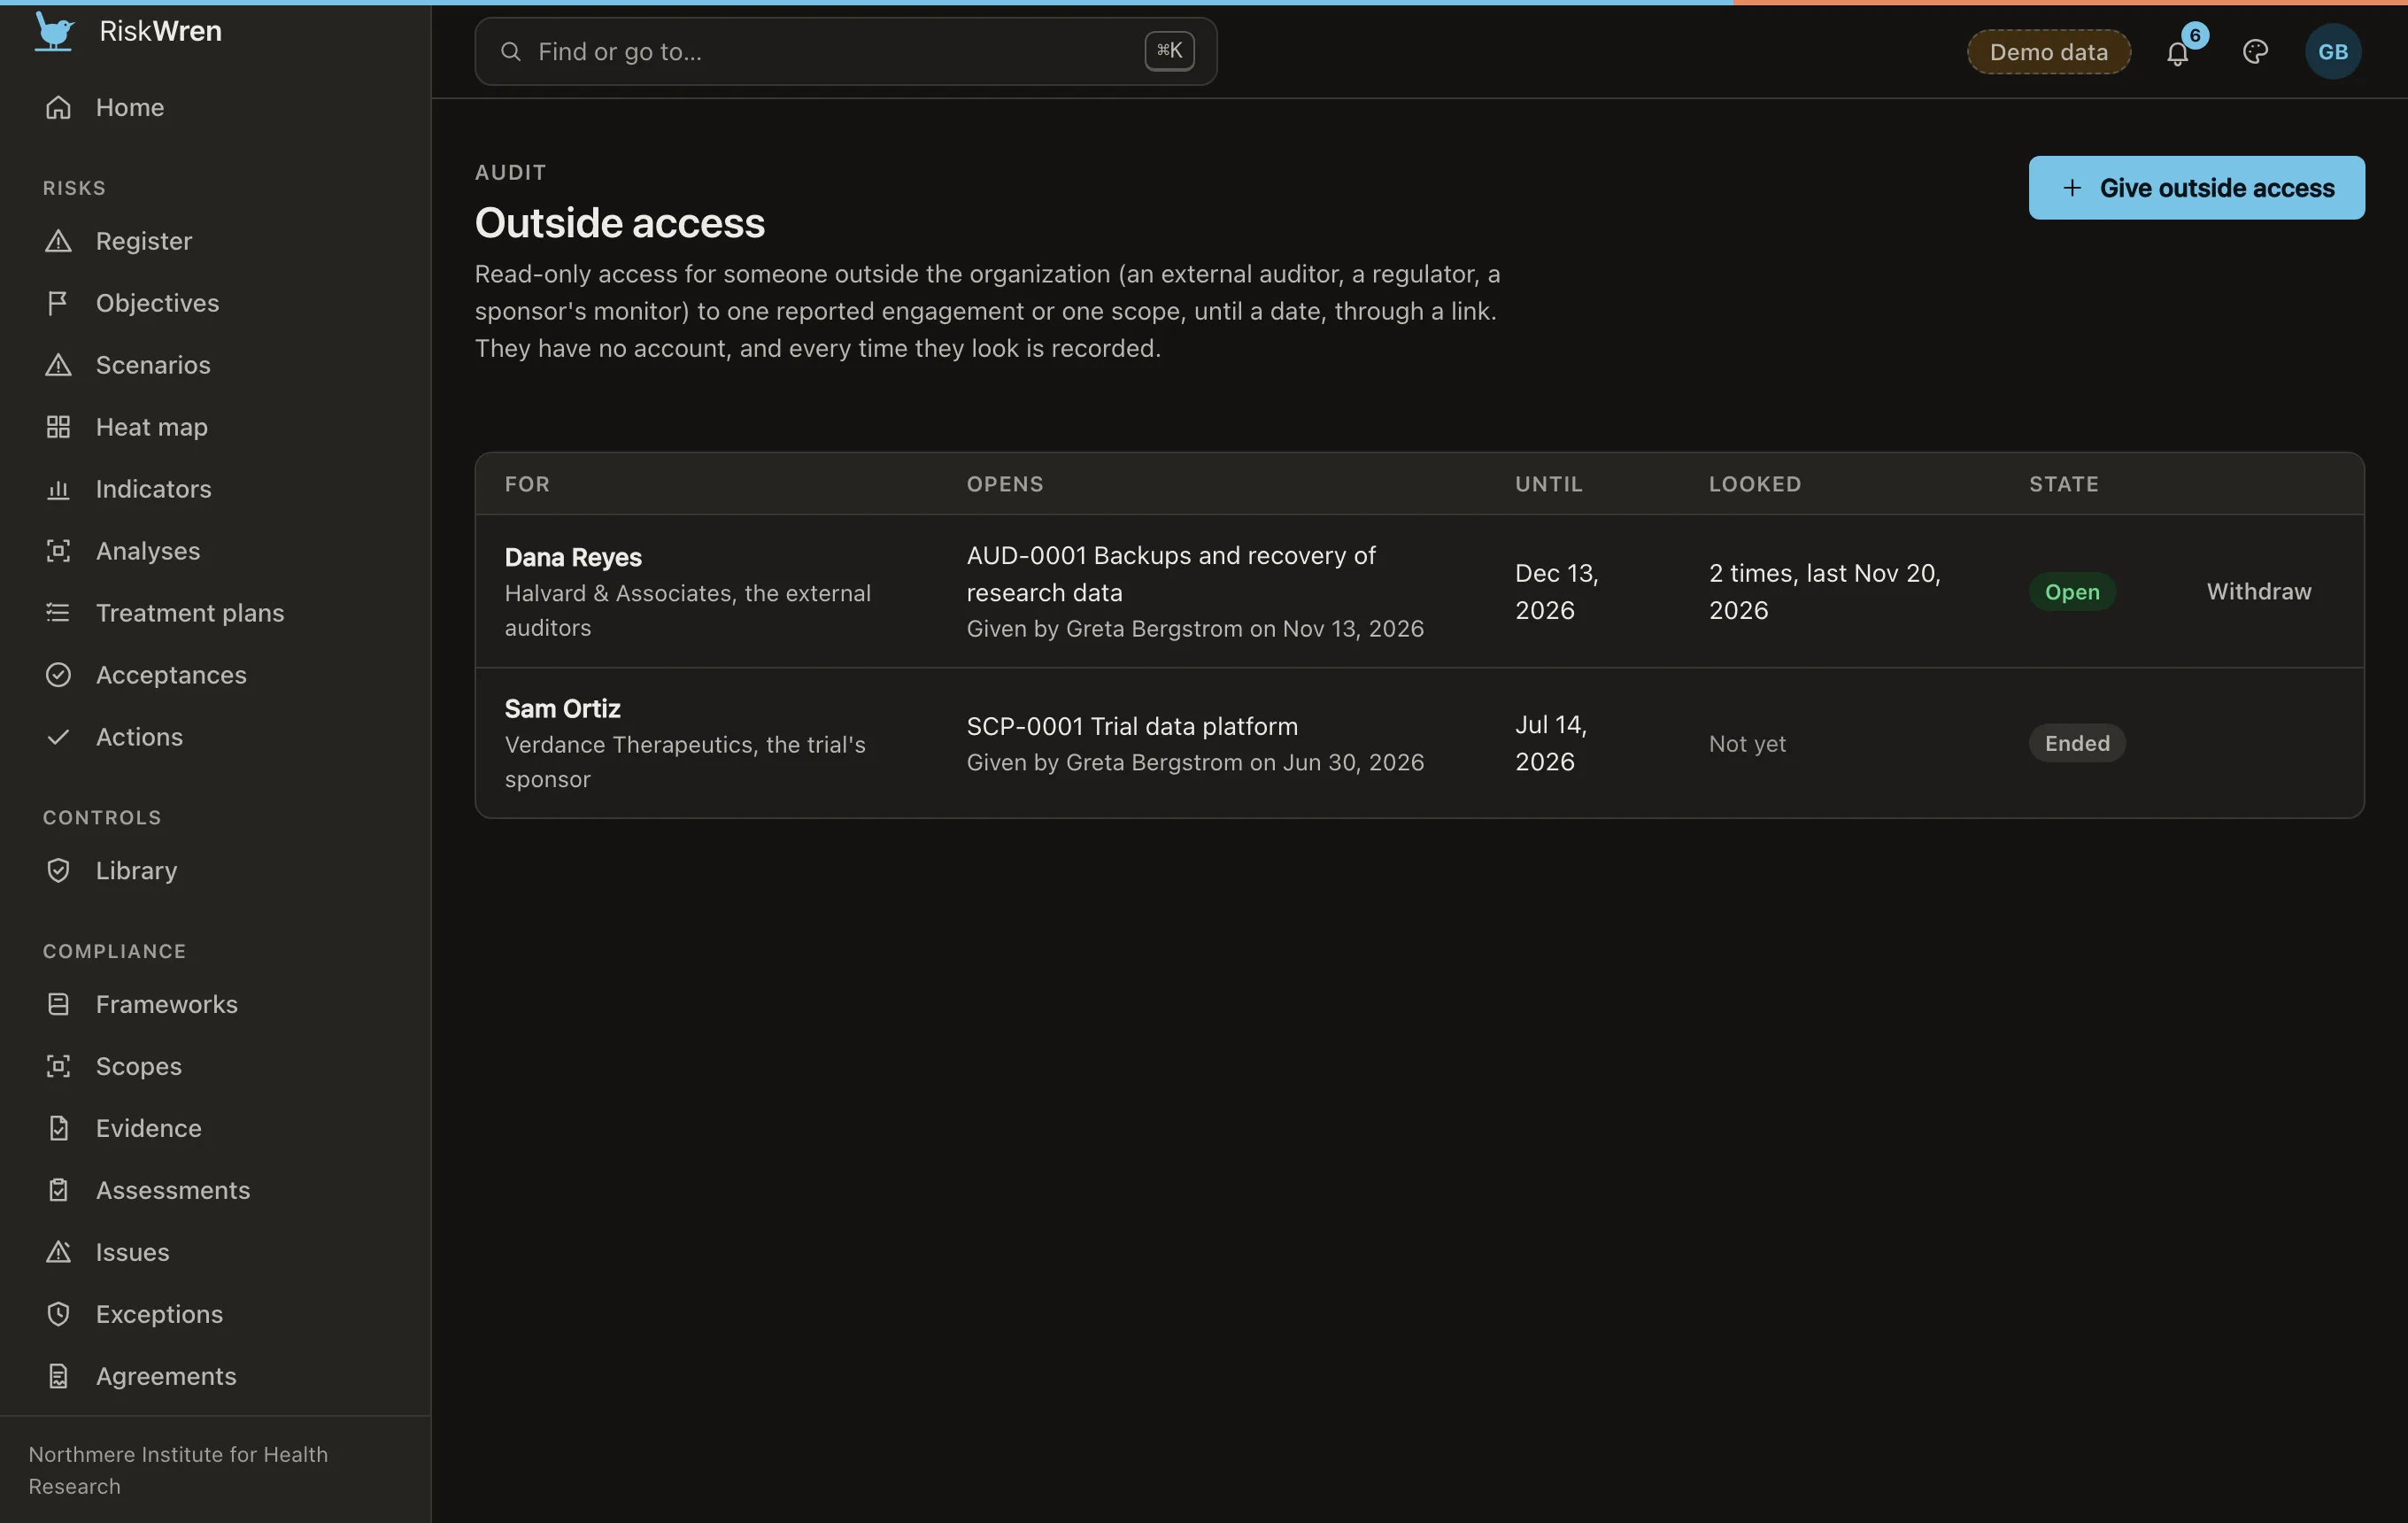 RiskWren
Find or go to...
⌘K
Demo data
6
GB
Home
RISKS
Register
Objectives
Scenarios
Heat map
Indicators
Analyses
Treatment plans
Acceptances
Actions
CONTROLS
Library
COMPLIANCE
Frameworks
Scopes
Evidence
Assessments
Issues
Exceptions
Agreements
Northmere Institute for Health
Research
AUDIT
Outside access
Give outside access
Read-only access for someone outside the organization (an external auditor, a regulator, a
sponsor's monitor) to one reported engagement or one scope, until a date, through a link.
They have no account, and every time they look is recorded.
FOR OPENS UNTIL LOOKED STATE
Dana Reyes
Halvard & Associates, the external
auditors
AUD-0001 Backups and recovery of
research data
Given by Greta Bergstrom on Nov 13, 2026
Dec 13,
2026
2 times, last Nov 20,
2026
Open
Withdraw
Sam Ortiz
Verdance Therapeutics, the trial's
sponsor
SCP-0001 Trial data platform
Given by Greta Bergstrom on Jun 30, 2026
Jul 14,
2026
Not yet
Ended